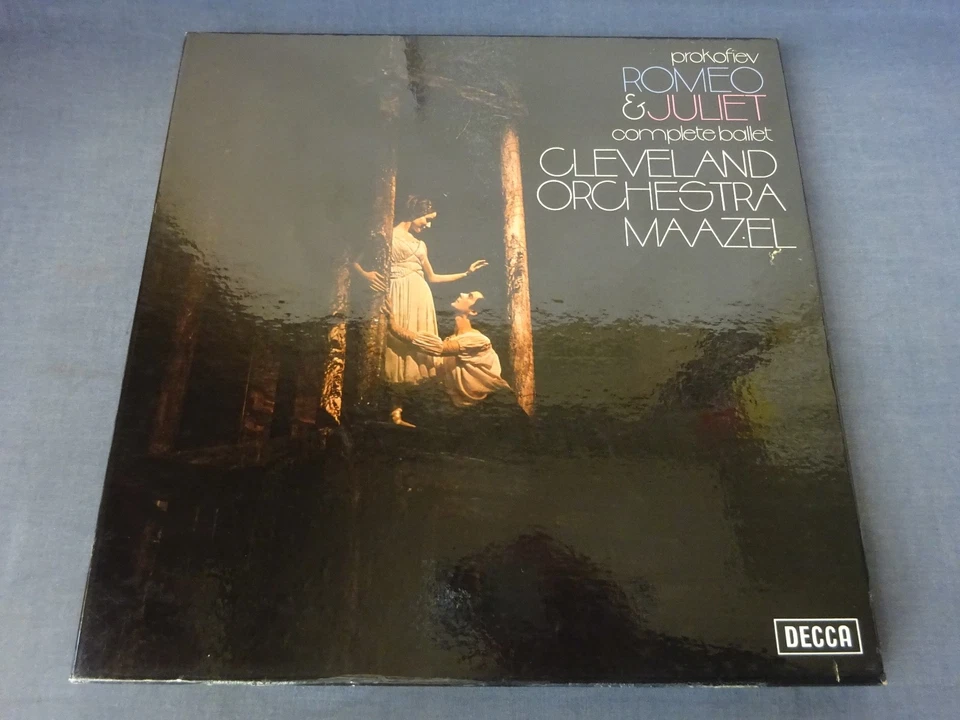 prokofiev
ROMEO
&JULIET
complete ballet
CLEVELAND
ORCHESTRA
MAAZEL
DECCA